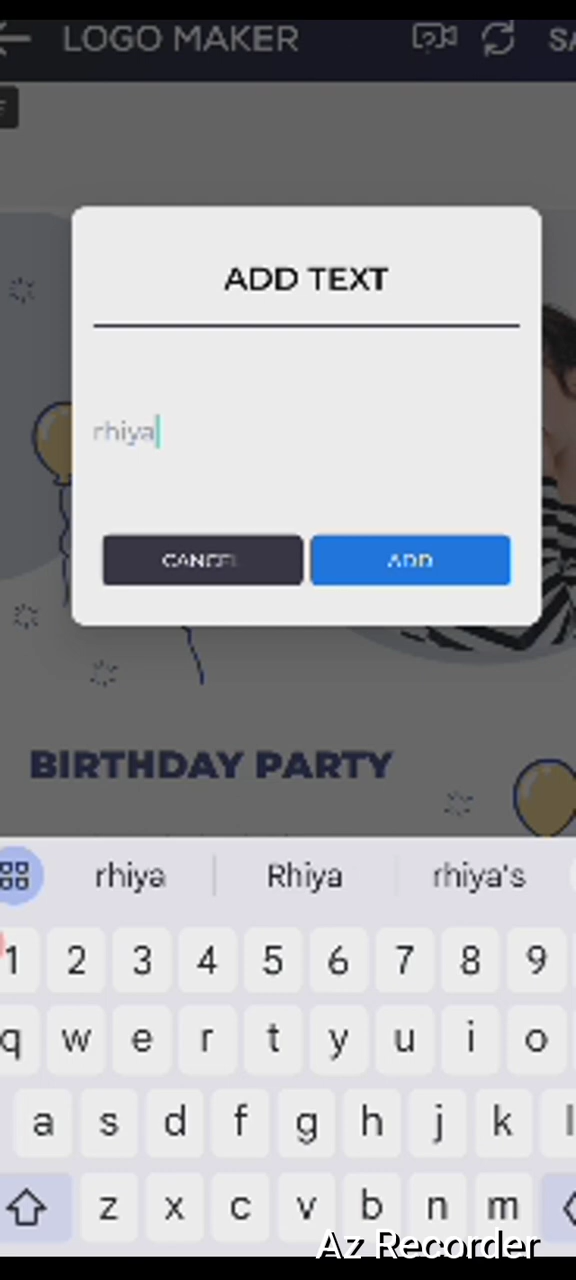 LOGO MAKER
ADD TEXT
rhiya
CANCEL
ADD
BIRTHDAY PARTY
rhiya
Rhiya
rhiya's
1 2 3 4 5 6 7 8 9
q w e r t y u i o
a s d f g h j k l
z x c v b n m
Az Recorder